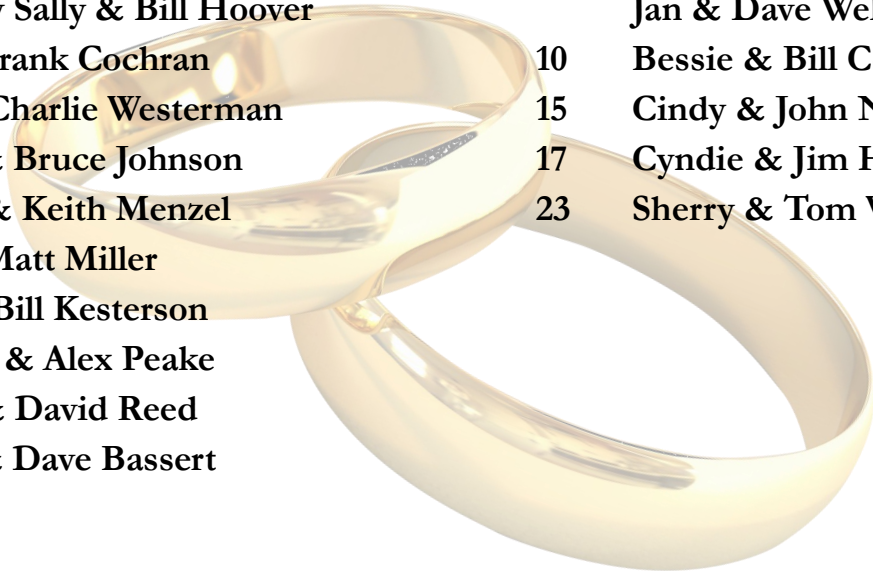 Sally & Bill Hoover
Frank Cochran
Charlie Westerman
& Bruce Johnson
& Keith Menzel
Matt Miller
Bill Kesterson
& Alex Peake
& David Reed
& Dave Bassert
Jan & Dave
10 Bessie & Bill
15 Cindy & John
17 Cyndie & Jim
23 Sherry & Tom